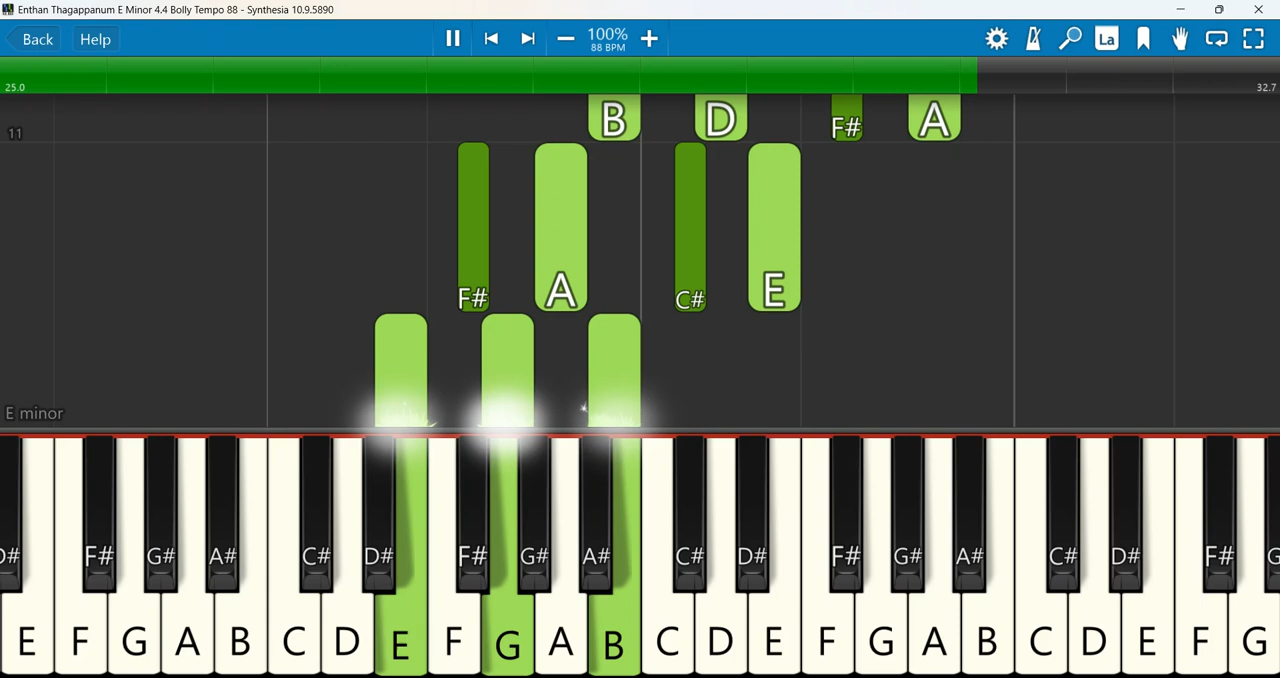 Enthan Thagappanum E Minor 4.4 Bolly Tempo 88 - Synthesia 10.9.5890
Back Help 100% La
88 BPM
25.0 32.7
B D F# A
11
F# A C# E
E minor
D# F# G# A# C# D# F# G# A# C# D# F# G# A# C# D# F# G
E F G A B C D E F G A B C D E F G A B C D E F G